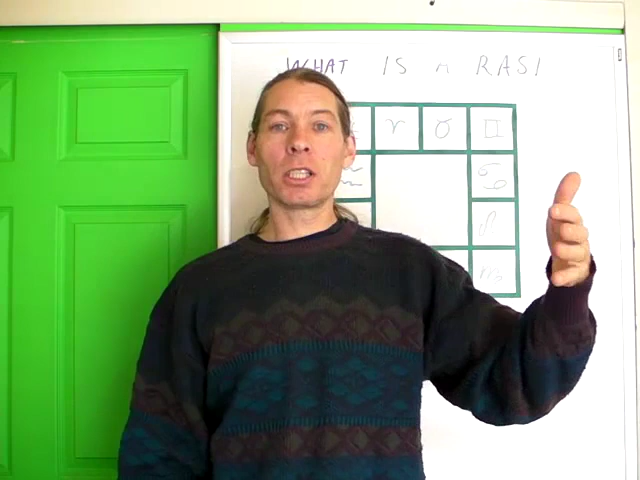 WHAT IS A RASI
♈ ♉ ♊
♒ ♋
♌
♍